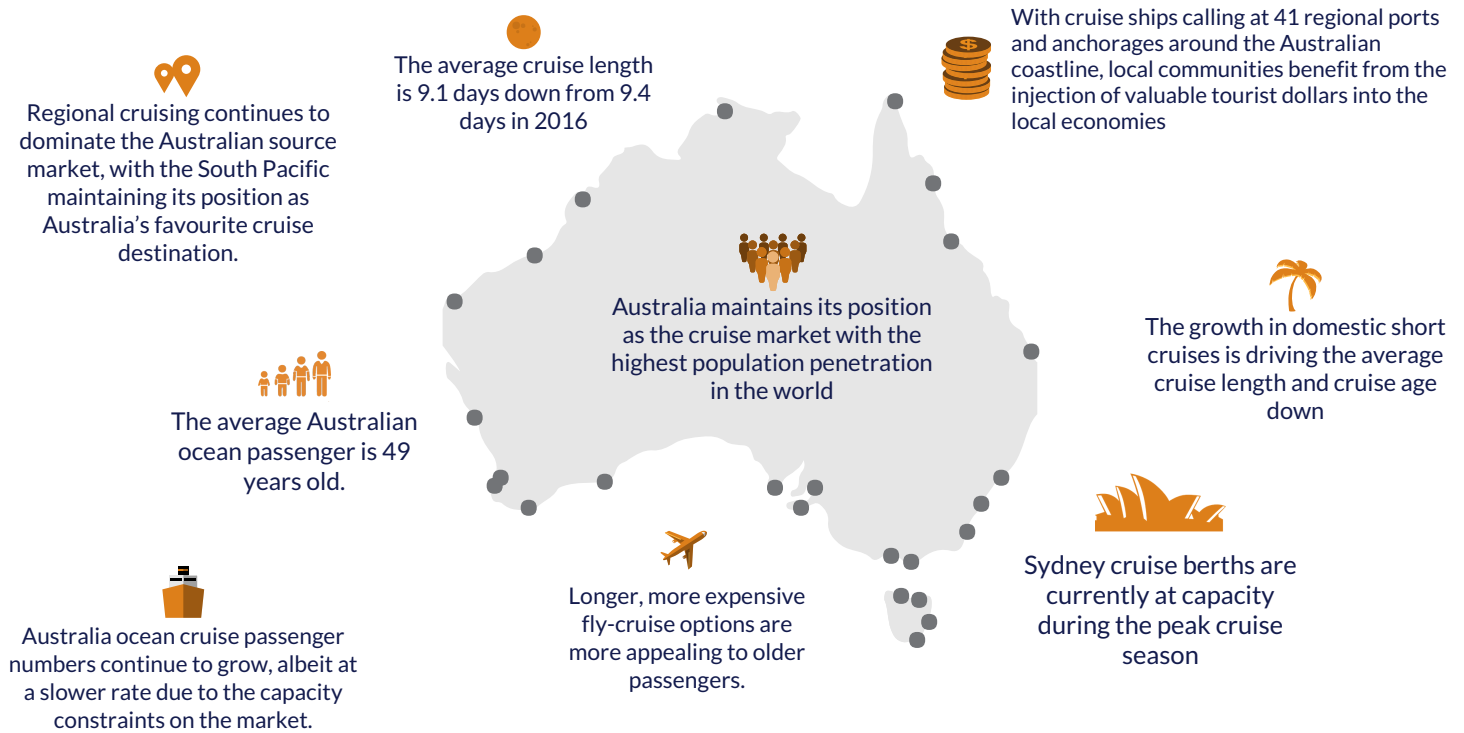 Regional cruising continues to
dominate the Australian source
market, with the South Pacific
maintaining its position as
Australia’s favourite cruise
destination.
The average cruise length
is 9.1 days down from 9.4
days in 2016
$
With cruise ships calling at 41 regional ports
and anchorages around the Australian
coastline, local communities benefit from the
injection of valuable tourist dollars into the
local economies
Australia maintains its position
as the cruise market with the
highest population penetration
in the world
The growth in domestic short
cruises is driving the average
cruise length and cruise age
down
The average Australian
ocean passenger is 49
years old.
Australia ocean cruise passenger
numbers continue to grow, albeit at
a slower rate due to the capacity
constraints on the market.
Longer, more expensive
fly-cruise options are
more appealing to older
passengers.
Sydney cruise berths are
currently at capacity
during the peak cruise
season